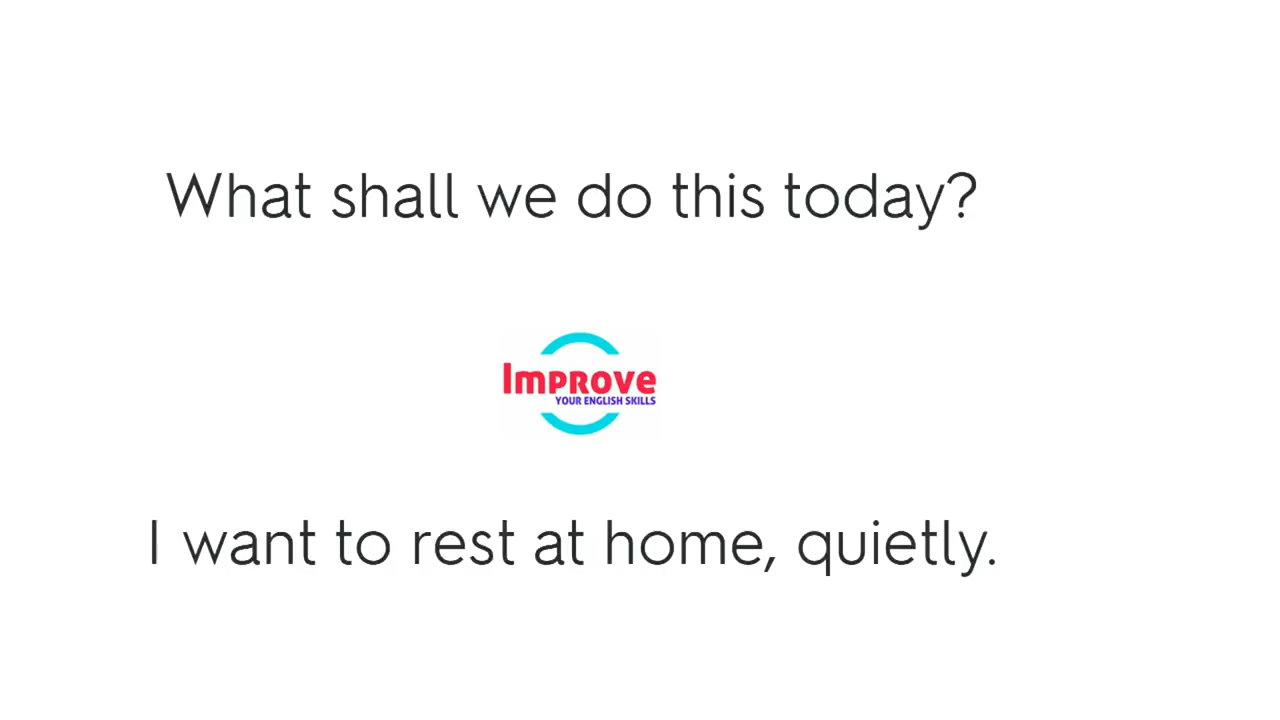 What shall we do this today?
Improve
YOUR ENGLISH SKILLS
I want to rest at home, quietly.